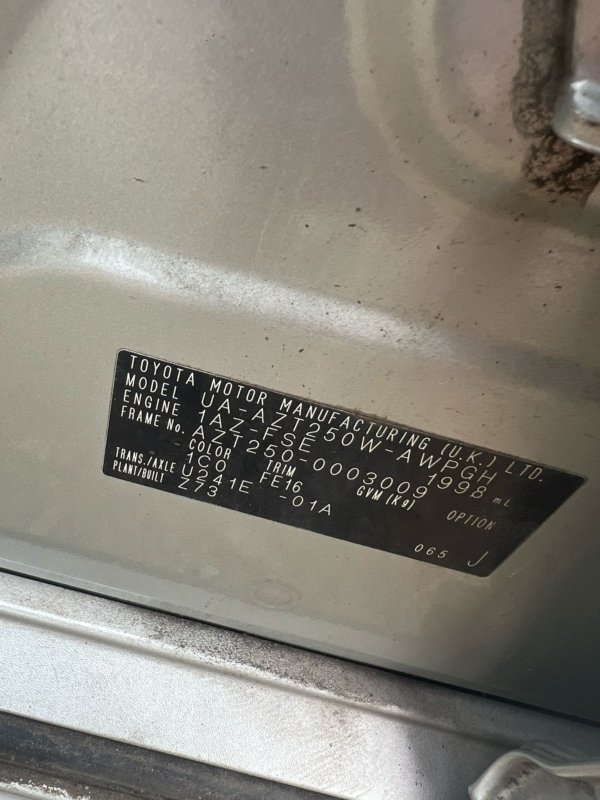 TOYOTA MOTOR MANUFACTURING (U.K.) LTD.
MODEL UA-AZT250W-AWPGH
ENGINE 1AZ-FSE 1998 mL
FRAME No. AZT250-0003009
COLOR TRIM GVM (Kg) OPTION
1C0 FE16
TRANS./AXLE U241E -01A
PLANT/BUILT Z73
065 J